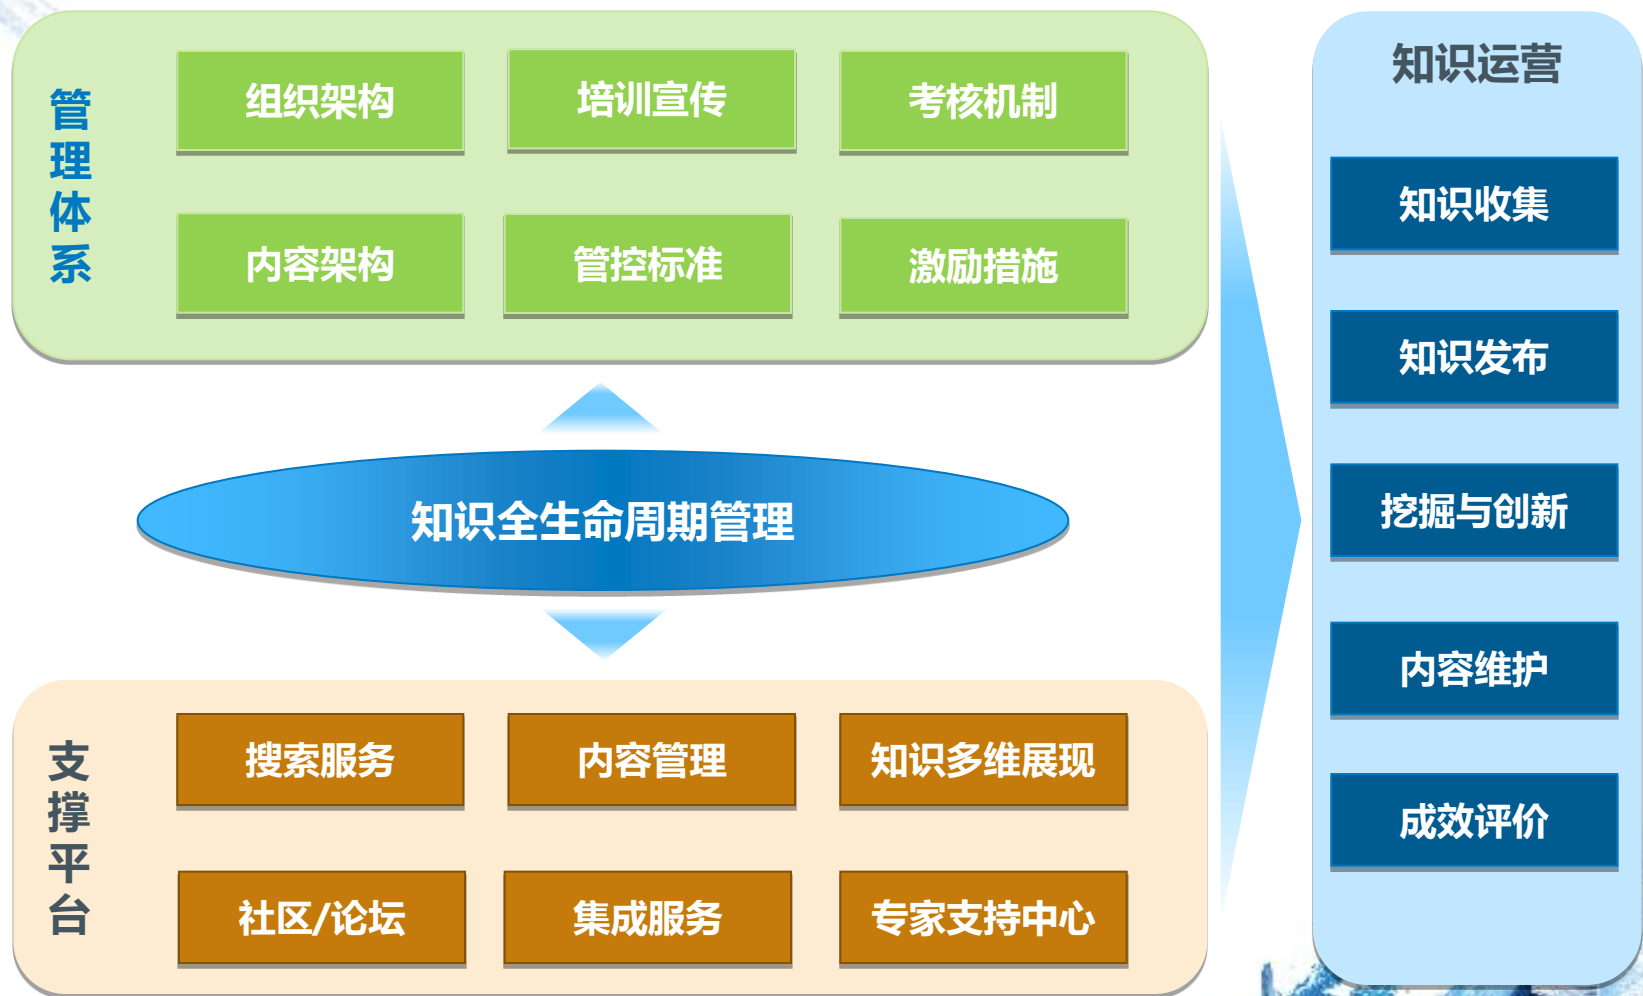 管理体系
组织架构
培训宣传
考核机制
内容架构
管控标准
激励措施
知识全生命周期管理
支撑平台
搜索服务
内容管理
知识多维展现
社区/论坛
集成服务
专家支持中心
知识运营
知识收集
知识发布
挖掘与创新
内容维护
成效评价